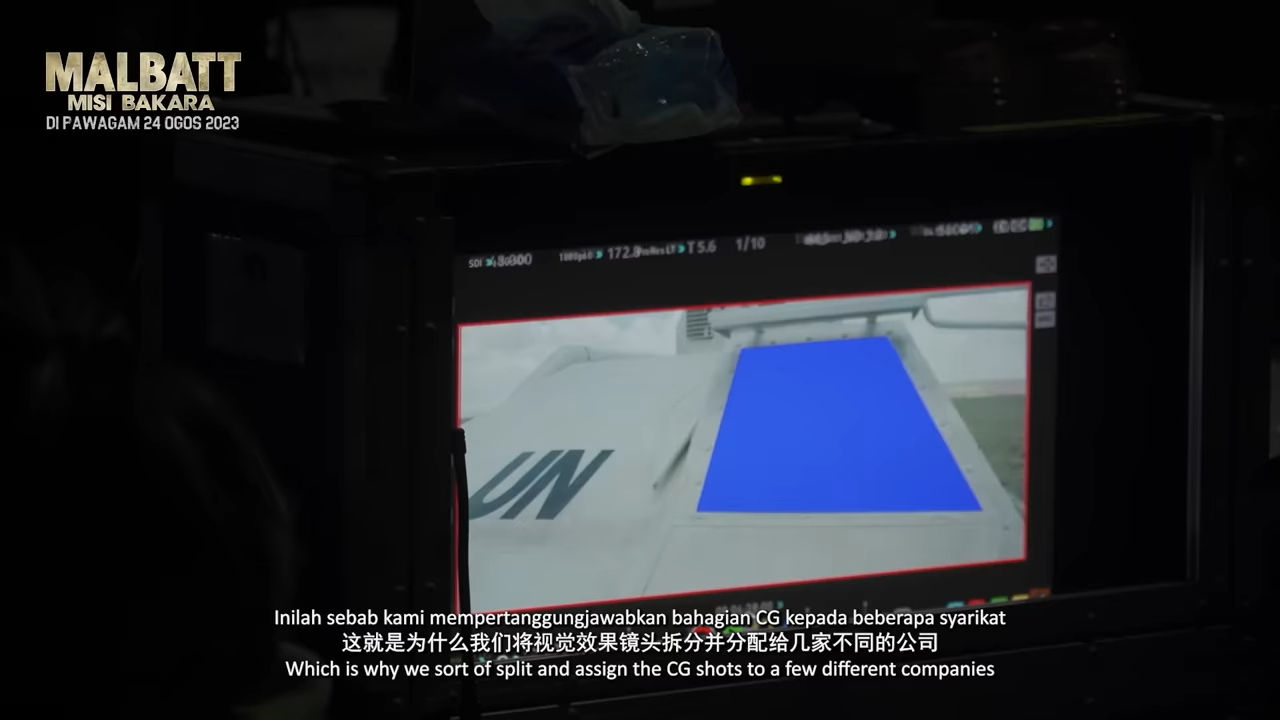 MALBATT
MISI BAKARA
DI PAWAGAM 24 OGOS 2023
SDI
172.8
T 5.6
1/10
UN
Inilah sebab kami mempertanggungjawabkan bahagian CG kepada beberapa syarikat
这就是为什么我们将视觉效果镜头拆分并分配给几家不同的公司
Which is why we sort of split and assign the CG shots to a few different companies